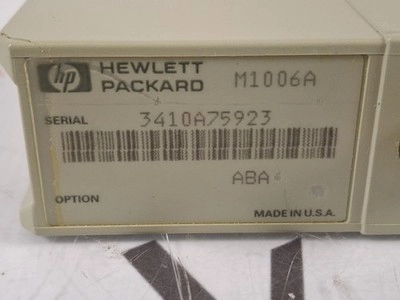 hp HEWLETT PACKARD M1006A
SERIAL 3410A75923
ABA
OPTION
MADE IN U.S.A.